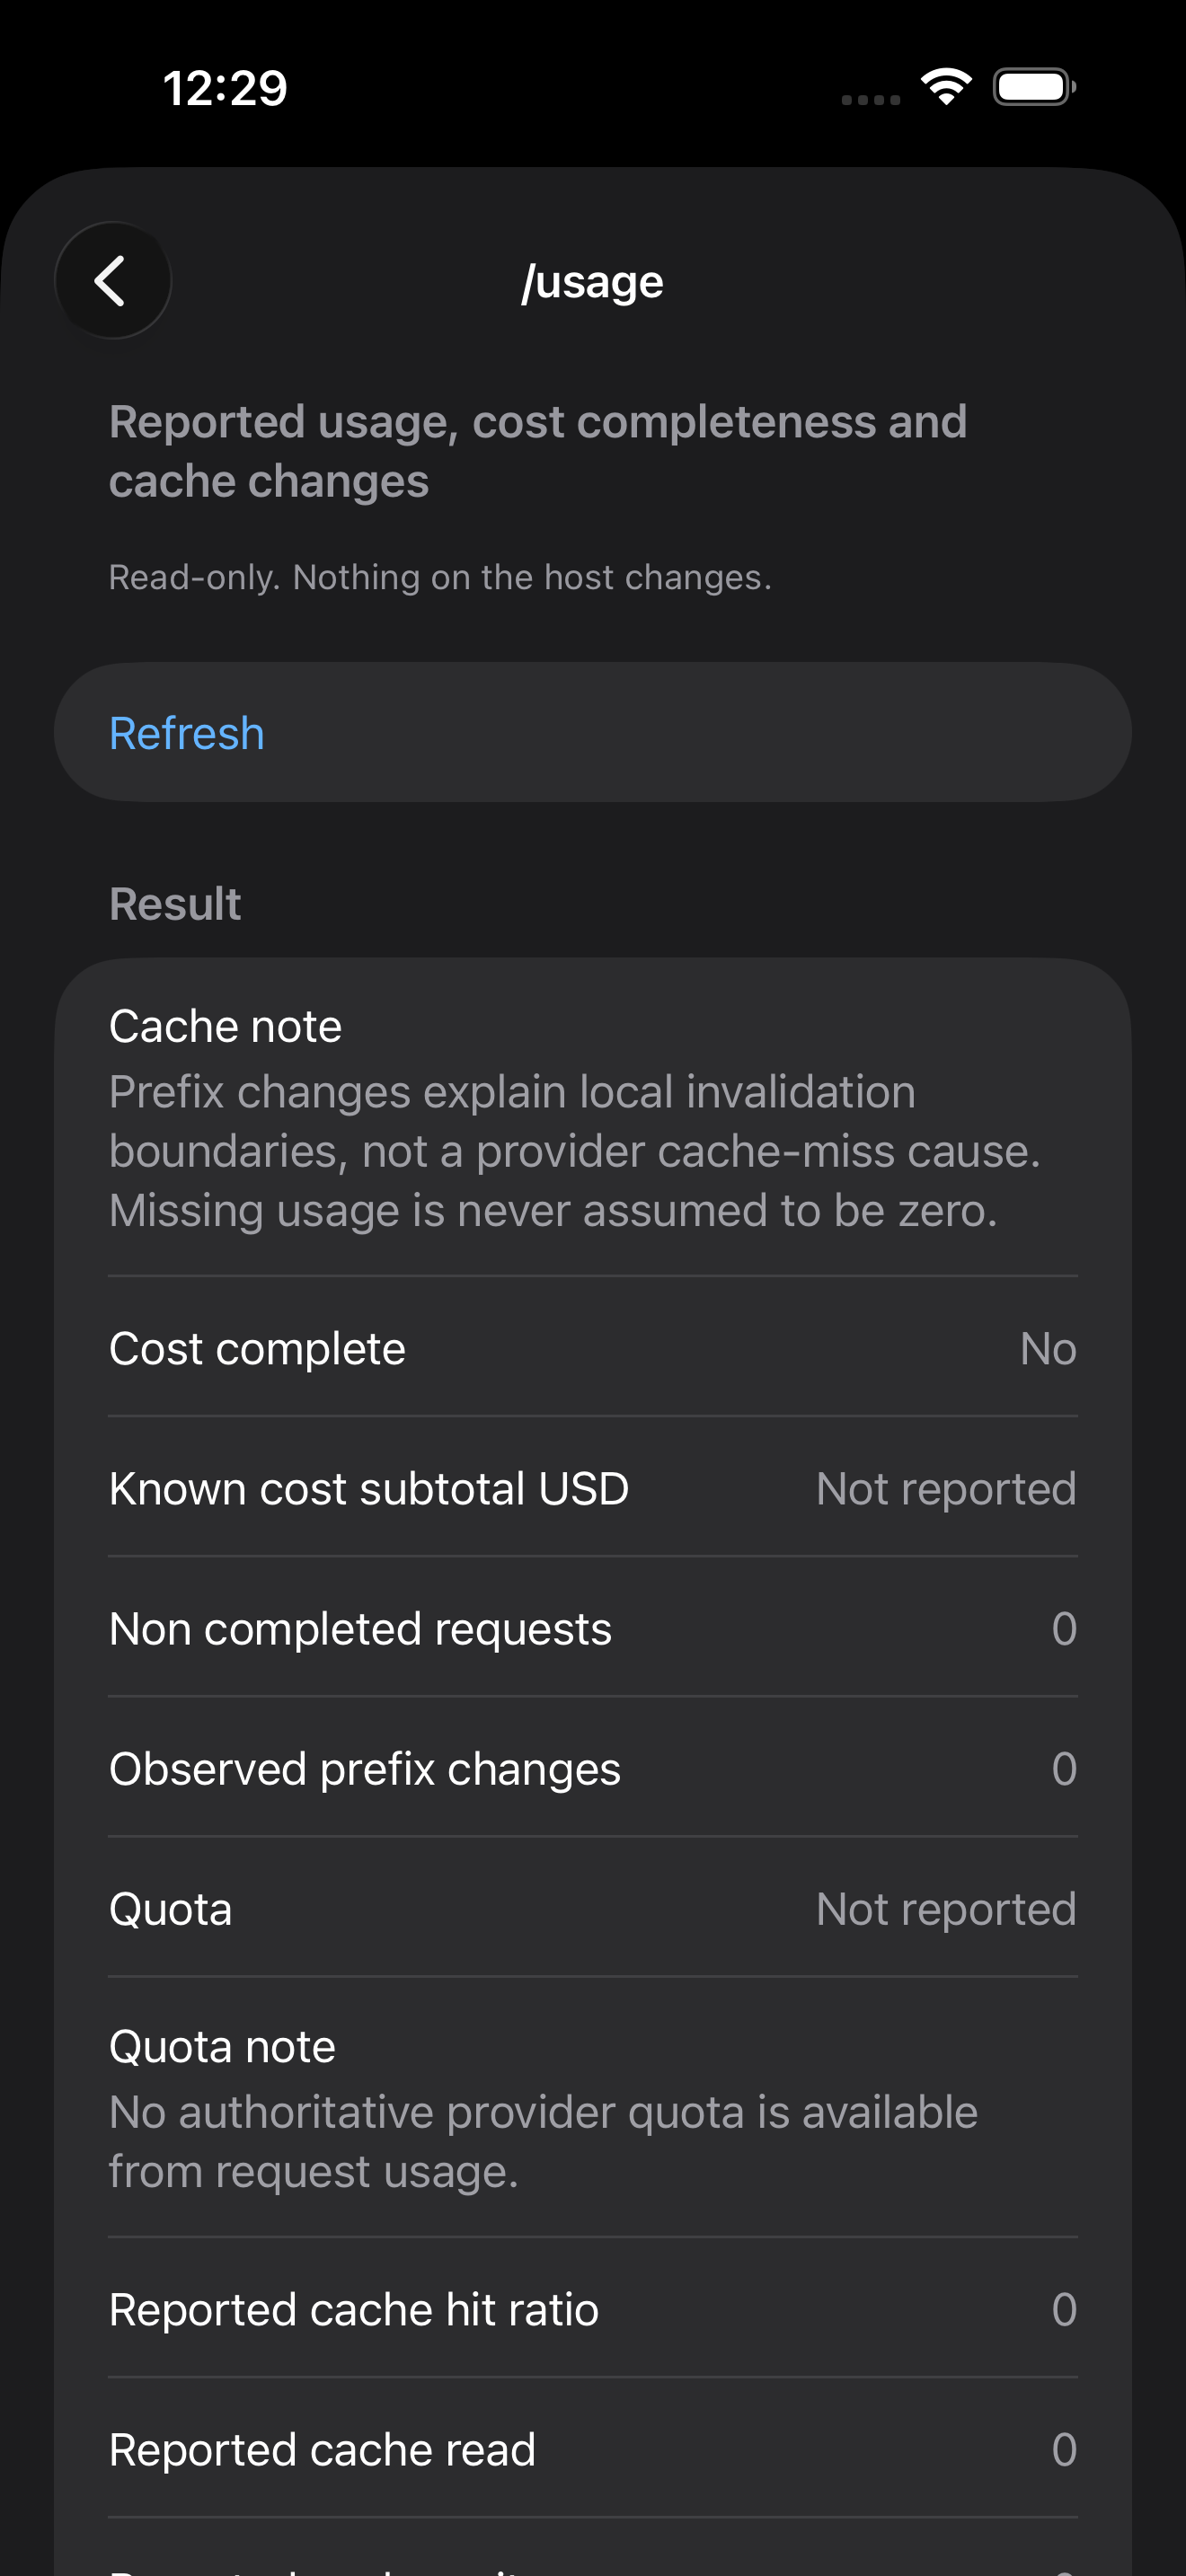 12:29
/usage
Reported usage, cost completeness and
cache changes
Read-only. Nothing on the host changes.
Refresh
Result
Cache note
Prefix changes explain local invalidation
boundaries, not a provider cache-miss cause.
Missing usage is never assumed to be zero.
Cost complete No
Known cost subtotal USD Not reported
Non completed requests 0
Observed prefix changes 0
Quota Not reported
Quota note
No authoritative provider quota is available
from request usage.
Reported cache hit ratio 0
Reported cache read 0